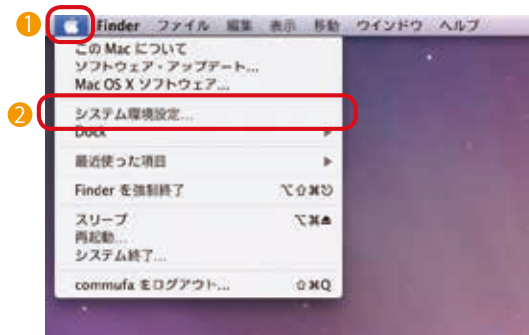 1
Finder ファイル 編集 表示 移動 ウインドウ ヘルプ
この Mac について
ソフトウェア・アップデート...
Mac OS X ソフトウェア...
2
システム環境設定...
Dock
最近使った項目
Finder を強制終了 ⌥⇧⌘⎋
スリープ ⌥⌘⏏
再起動...
システム終了...
commufa をログアウト... ⇧⌘Q